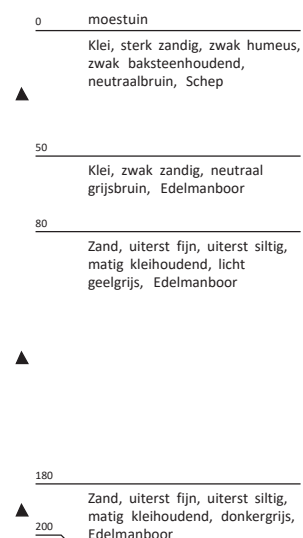 0 moestuin
Klei, sterk zandig, zwak humeus,
zwak baksteenhoudend,
neutraalbruin, Schep
50
Klei, zwak zandig, neutraal
grijsbruin, Edelmanboor
80
Zand, uiterst fijn, uiterst siltig,
matig kleihoudend, licht
geelgrijs, Edelmanboor
180
Zand, uiterst fijn, uiterst siltig,
matig kleihoudend, donkergrijs,
200 Edelmanboor